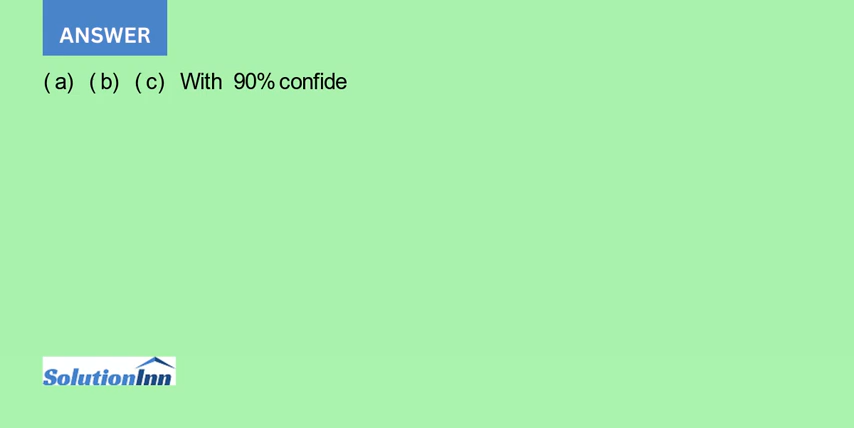 ANSWER
( a) ( b) ( c) With 90% confide
SolutionInn